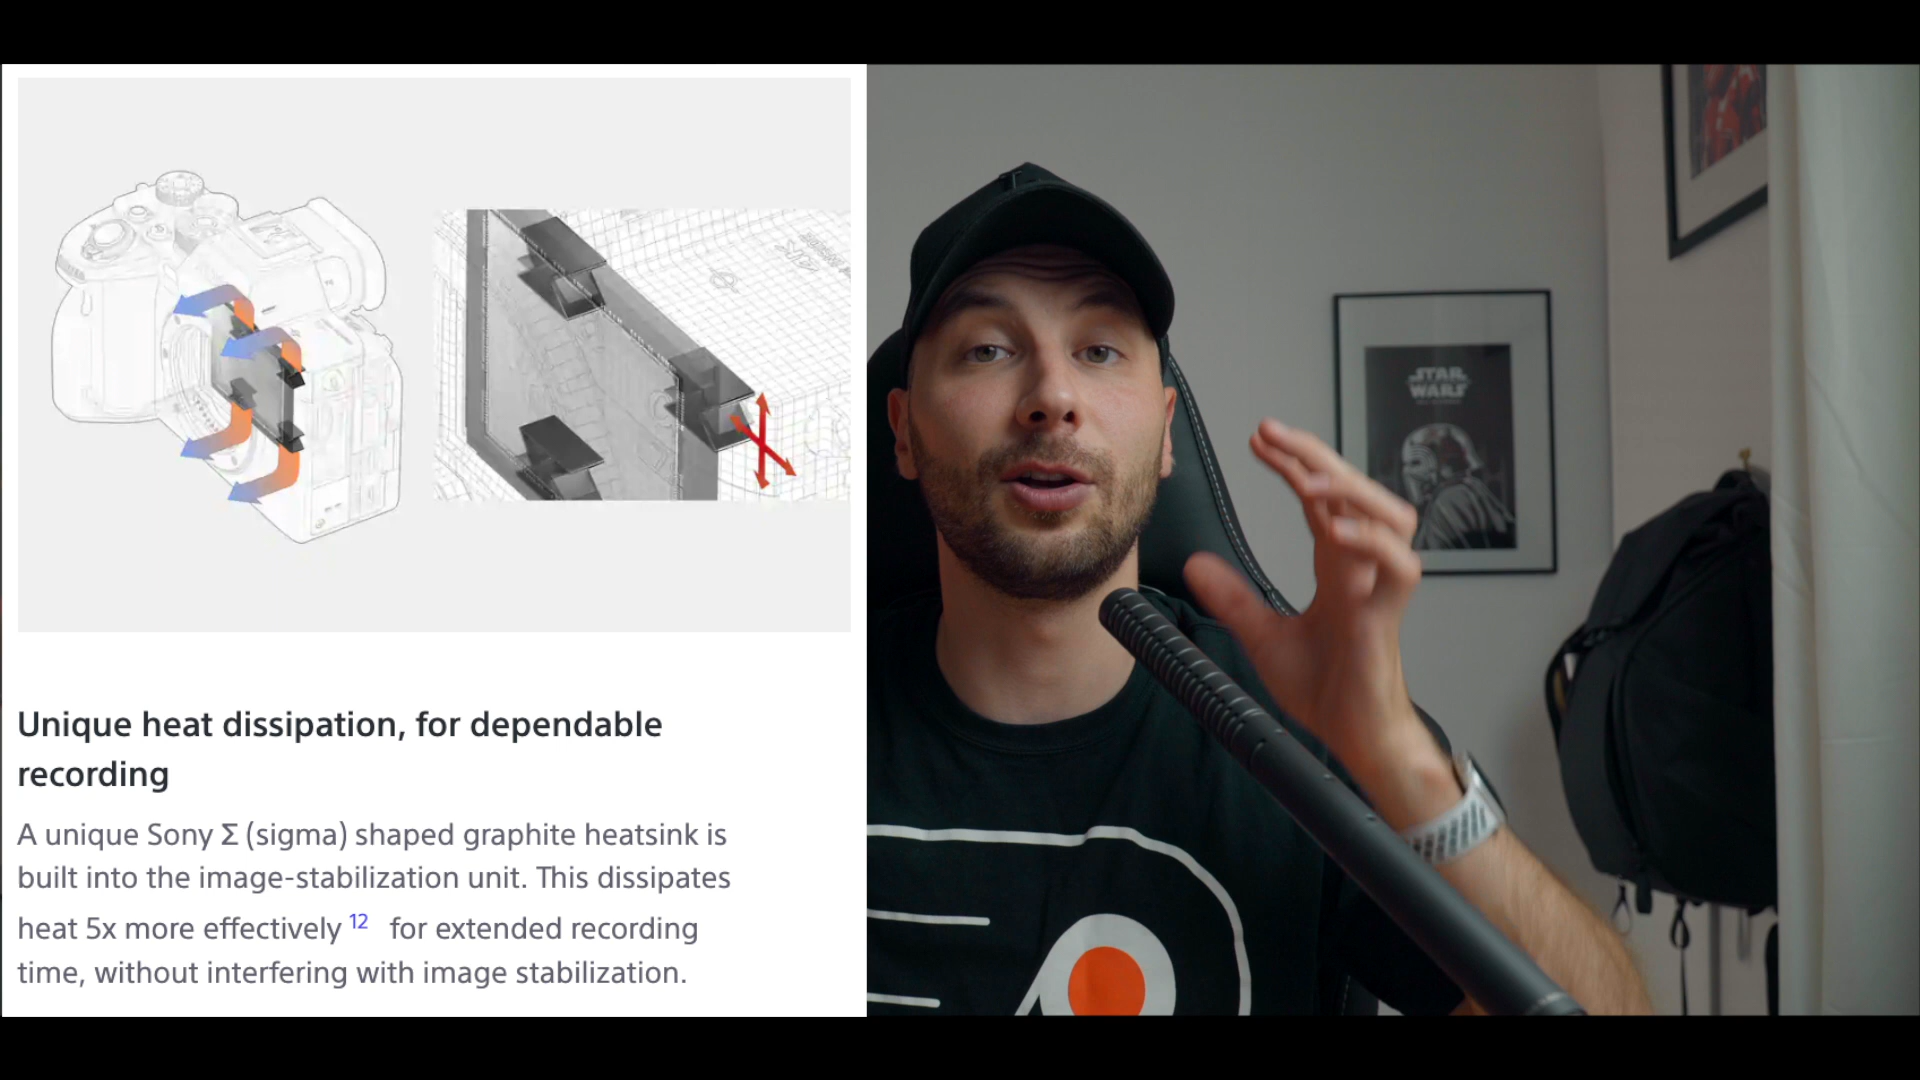 Unique heat dissipation, for dependable
recording
A unique Sony Σ (sigma) shaped graphite heatsink is
built into the image-stabilization unit. This dissipates
heat 5x more effectively 12 for extended recording
time, without interfering with image stabilization.
STAR
WARS